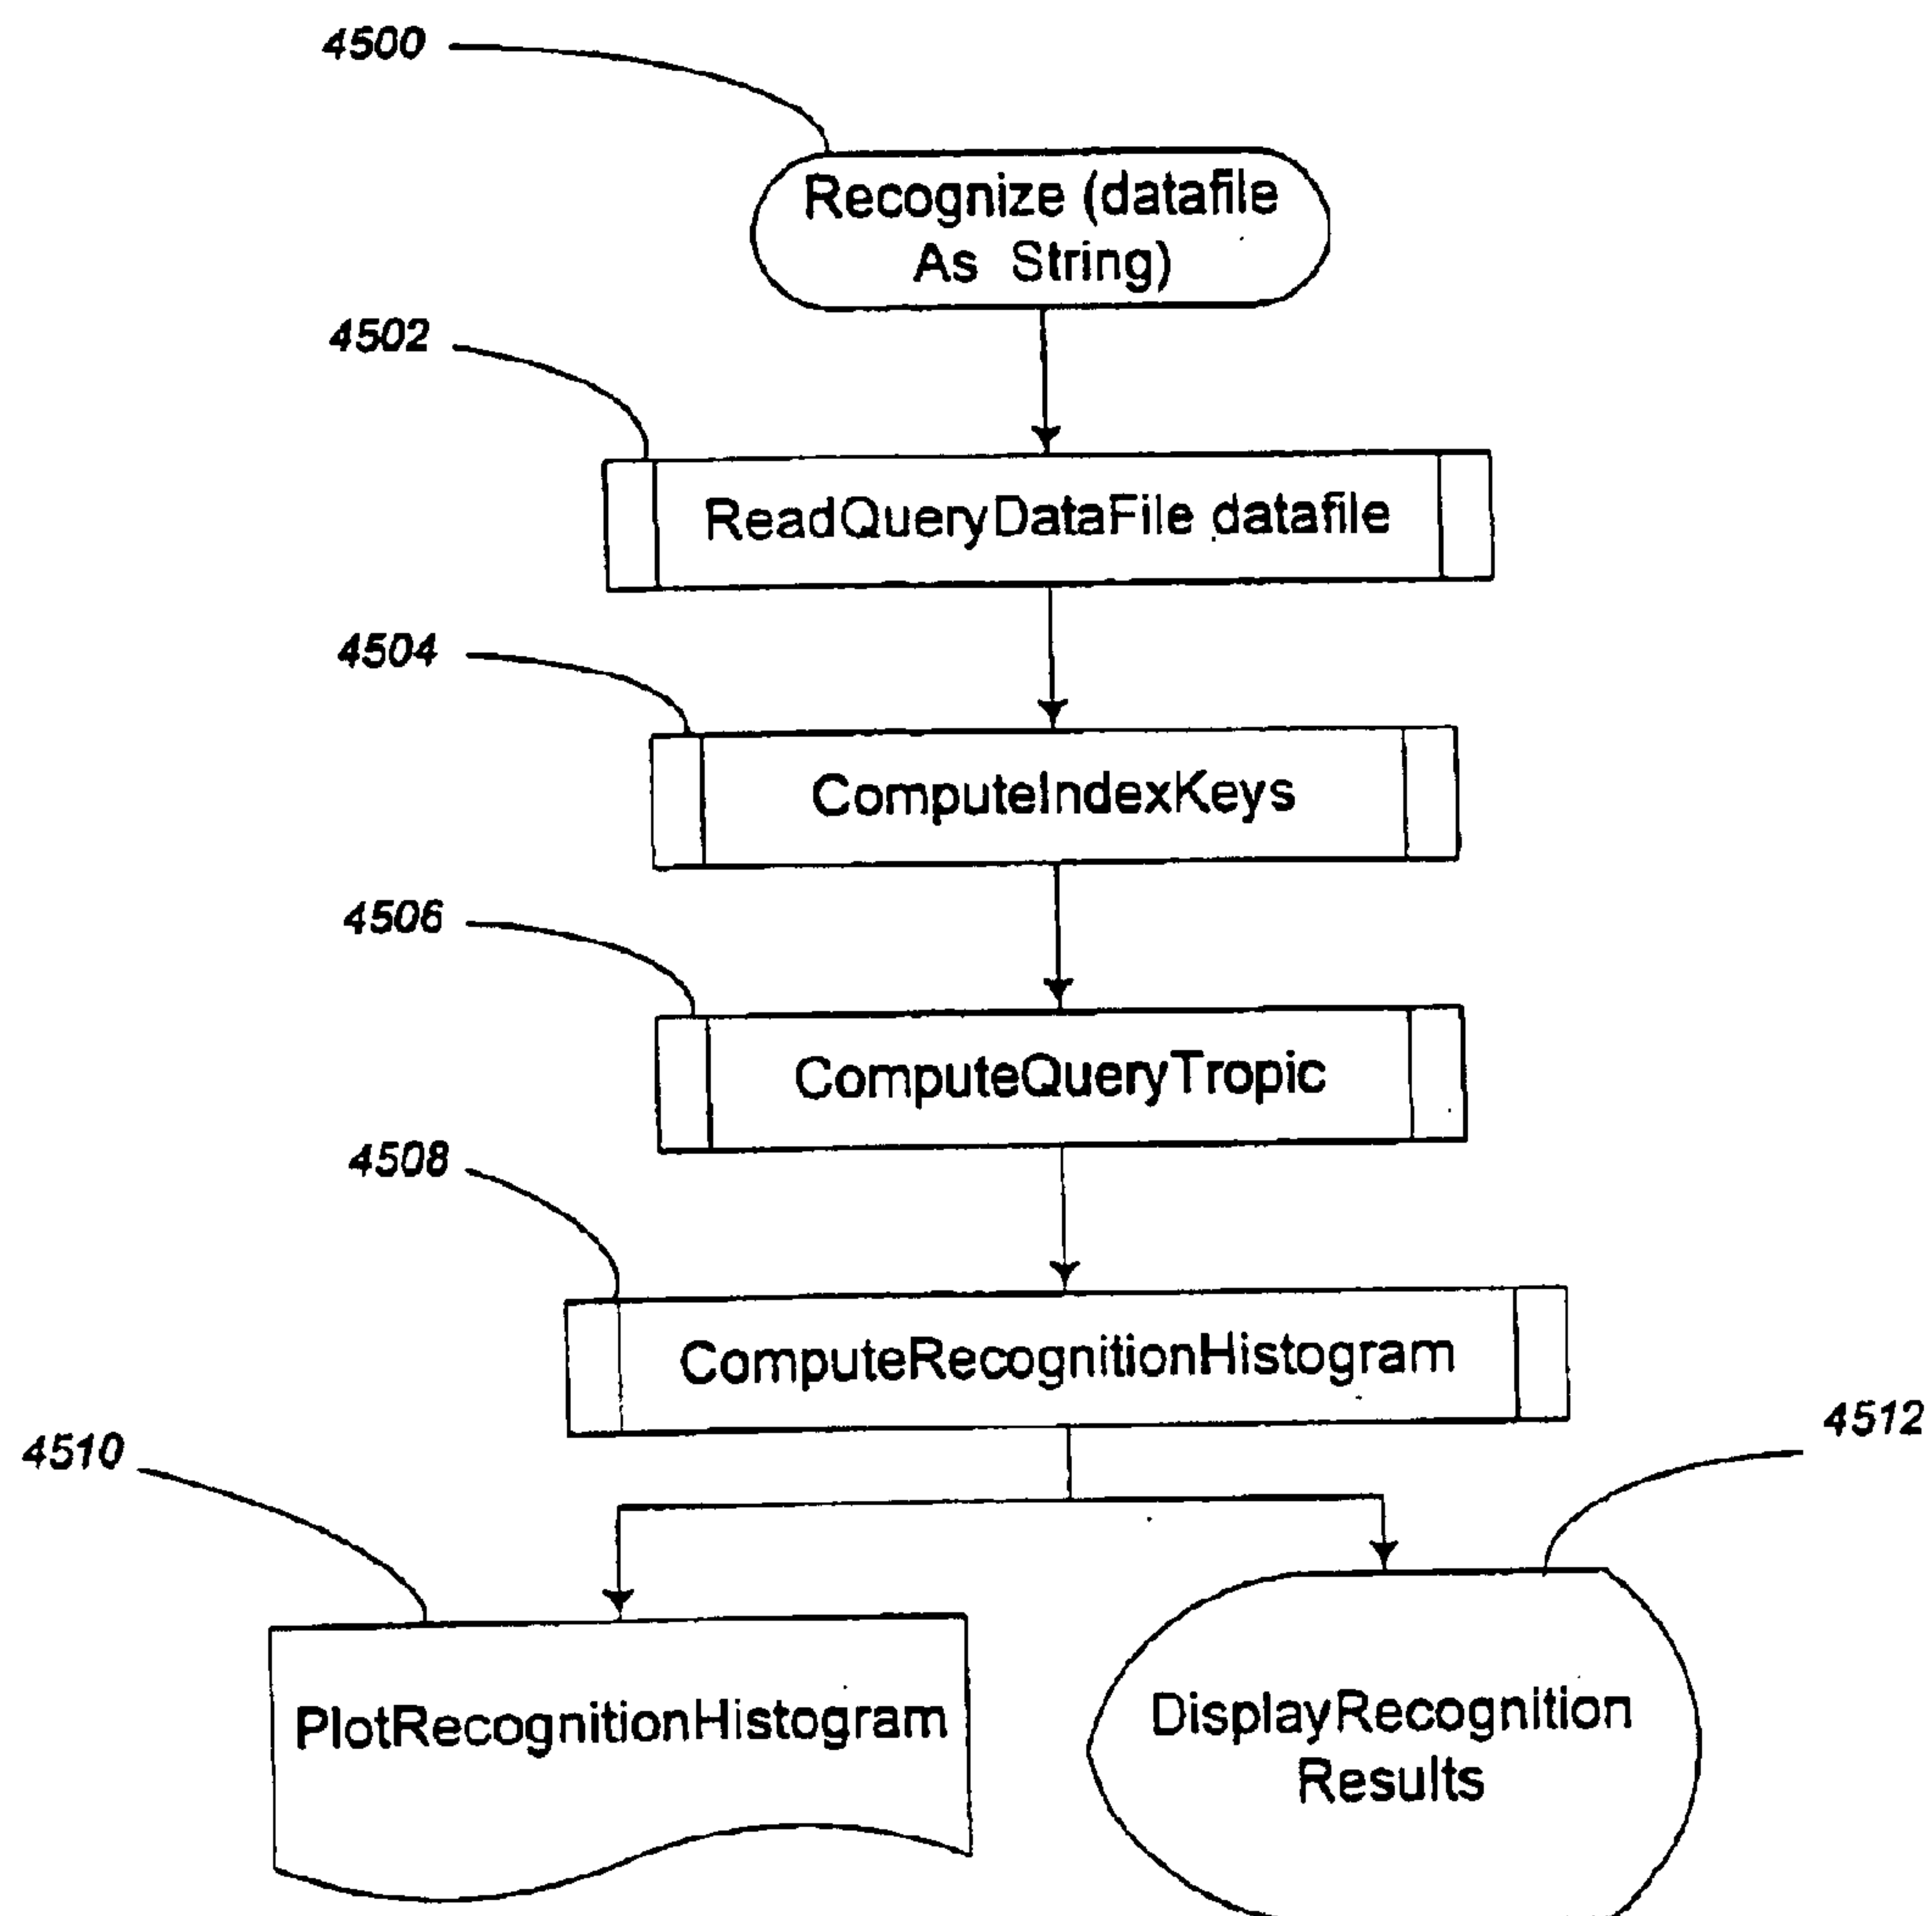 4500
Recognize (datafile
As String)
4502
ReadQueryDataFile datafile
4504
ComputeIndexKeys
4506
ComputeQueryTropic
4508
ComputeRecognitionHistogram
4510
4512
PlotRecognitionHistogram
DisplayRecognition
Results